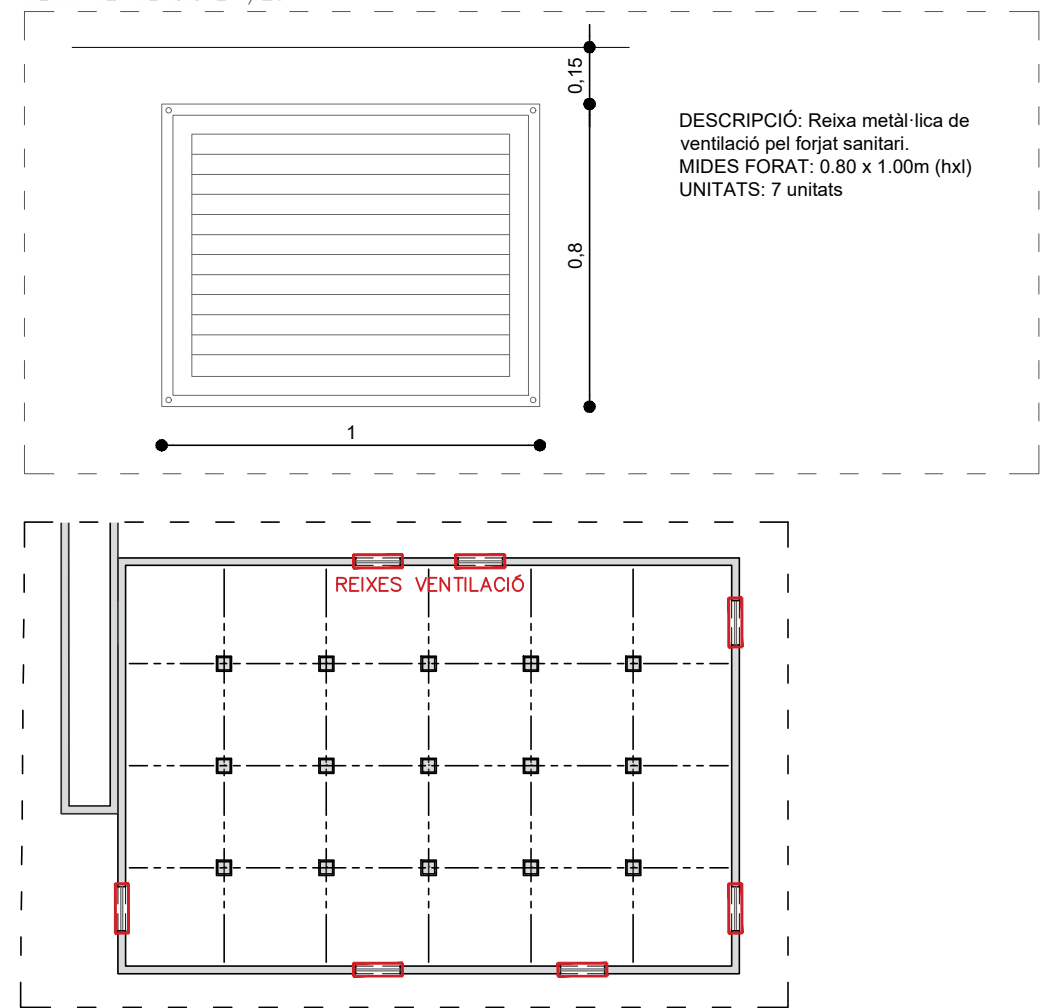 0,15
DESCRIPCIÓ: Reixa metàl·lica de
ventilació pel forjat sanitari.
MIDES FORAT: 0.80 x 1.00m (hxl)
UNITATS: 7 unitats
0,8
1
REIXES VENTILACIÓ